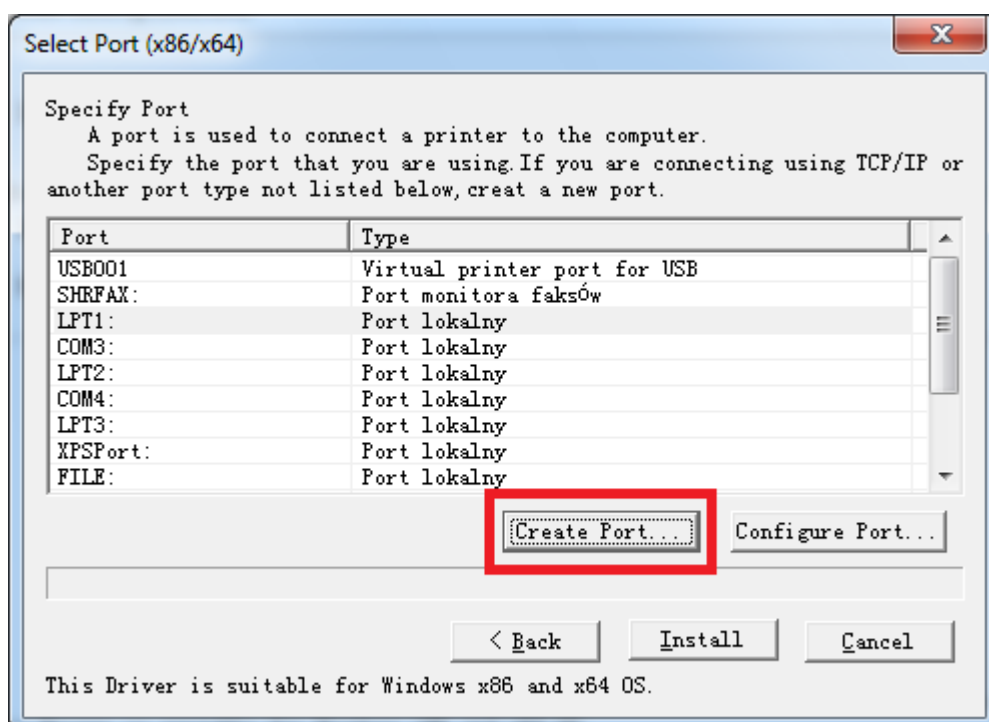 Select Port (x86/x64)
Specify Port
A port is used to connect a printer to the computer.
Specify the port that you are using.If you are connecting using TCP/IP or
another port type not listed below,creat a new port.
Port Type
USB001 Virtual printer port for USB
SHRFAX: Port monitora faksów
LPT1: Port lokalny
COM3: Port lokalny
LPT2: Port lokalny
COM4: Port lokalny
LPT3: Port lokalny
XPSPort: Port lokalny
FILE: Port lokalny
Create Port... Configure Port...
< Back Install Cancel
This Driver is suitable for Windows x86 and x64 OS.